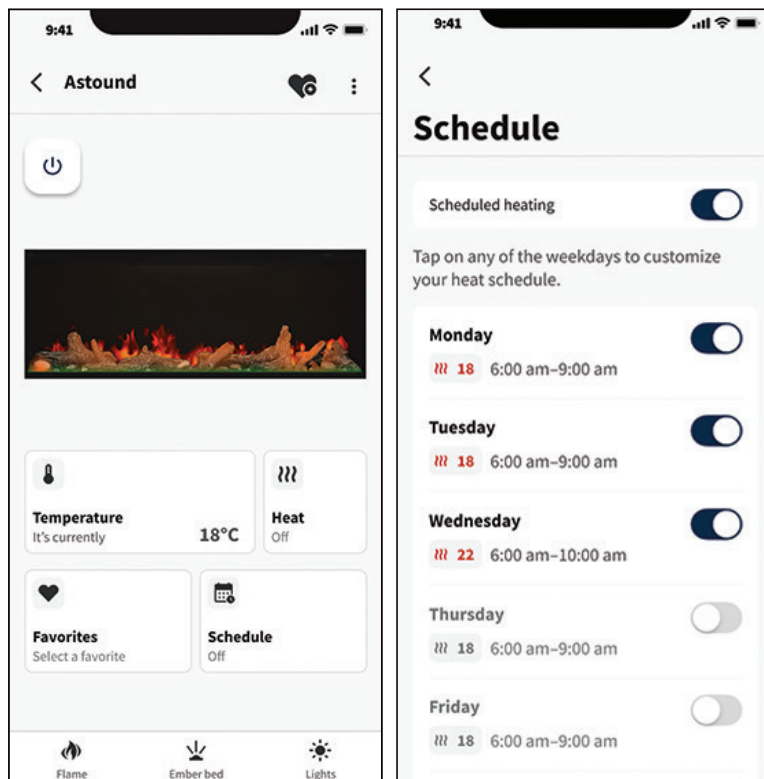 9:41
Astound
Temperature
It's currently
18°C
Heat
Off
Favorites
Select a favorite
Schedule
Off
Flame
Ember bed
Lights
9:41
Schedule
Scheduled heating
Tap on any of the weekdays to customize
your heat schedule.
Monday
18 6:00 am–9:00 am
Tuesday
18 6:00 am–9:00 am
Wednesday
22 6:00 am–10:00 am
Thursday
18 6:00 am–9:00 am
Friday
18 6:00 am–9:00 am